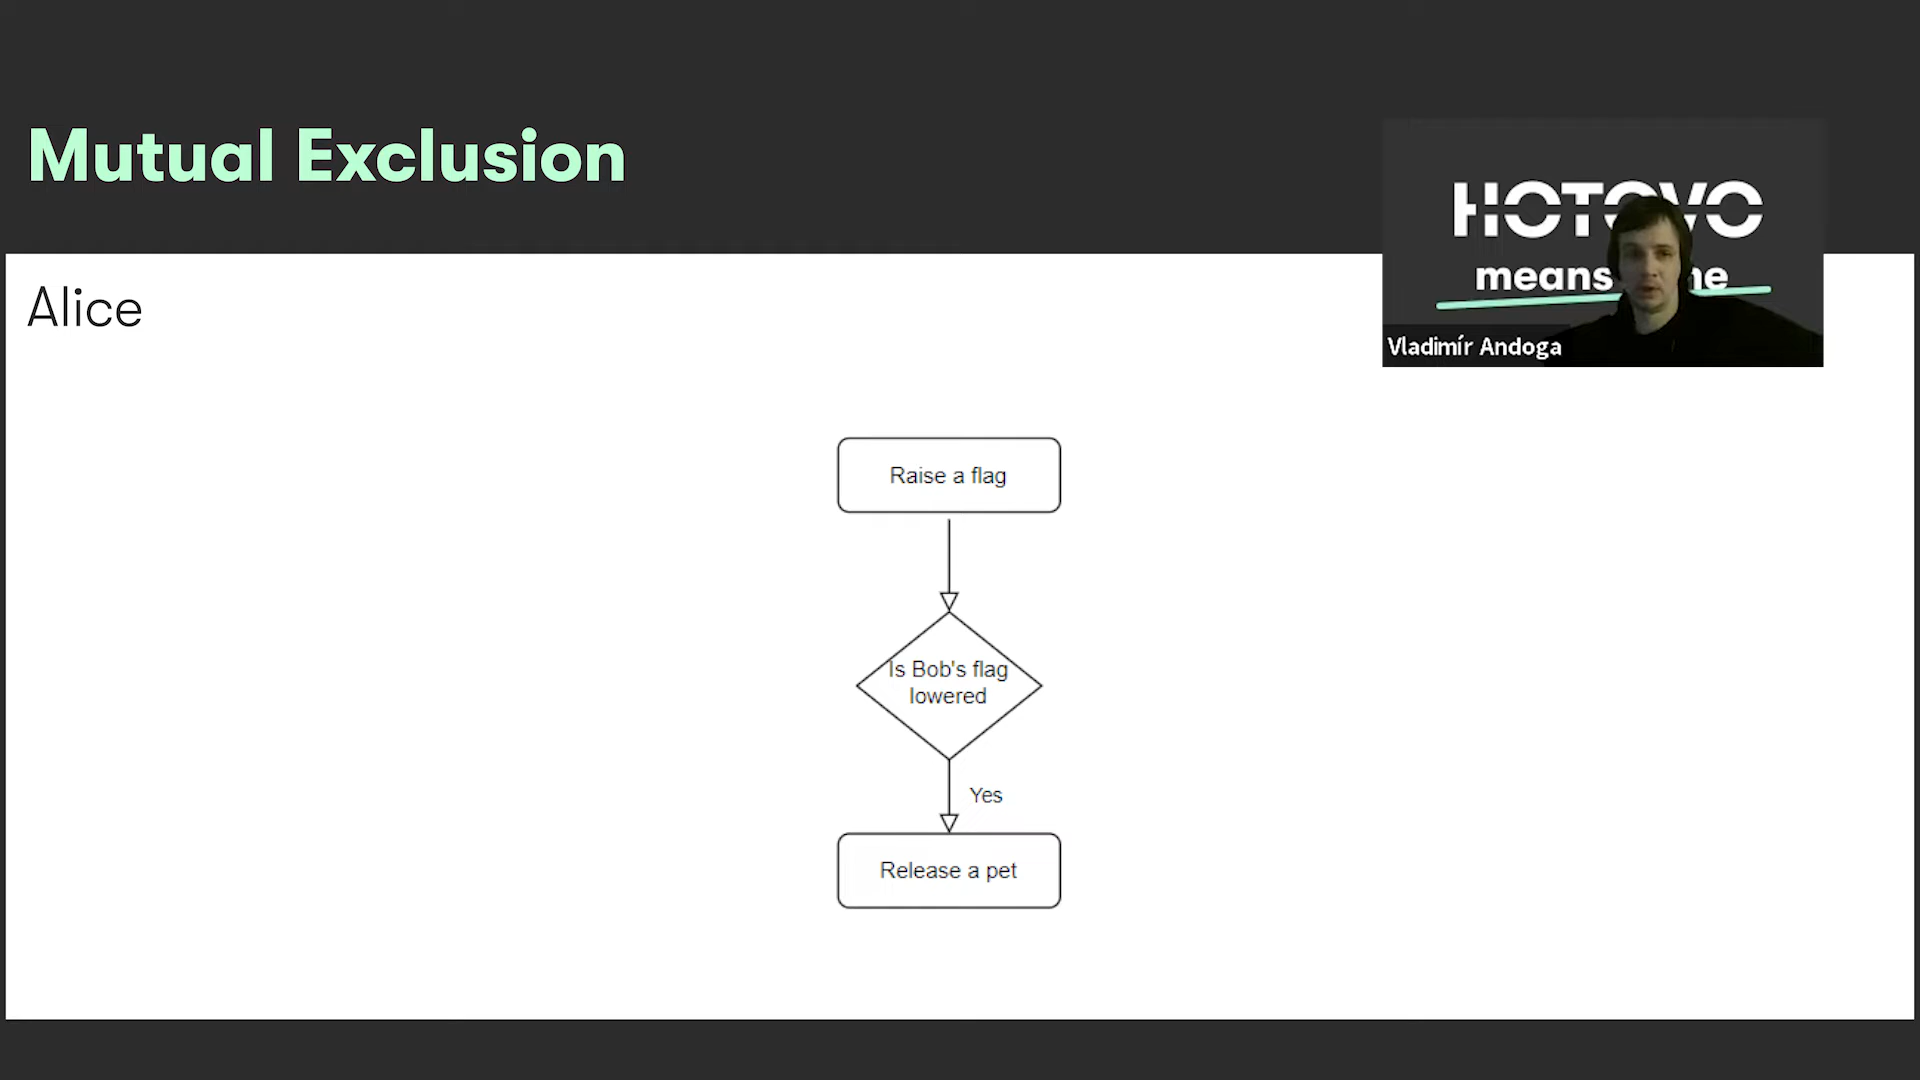 Mutual Exclusion
HOTOVO
means
Vladimír Andoga
Alice
Raise a flag
Is Bob's flag
lowered
Yes
Release a pet